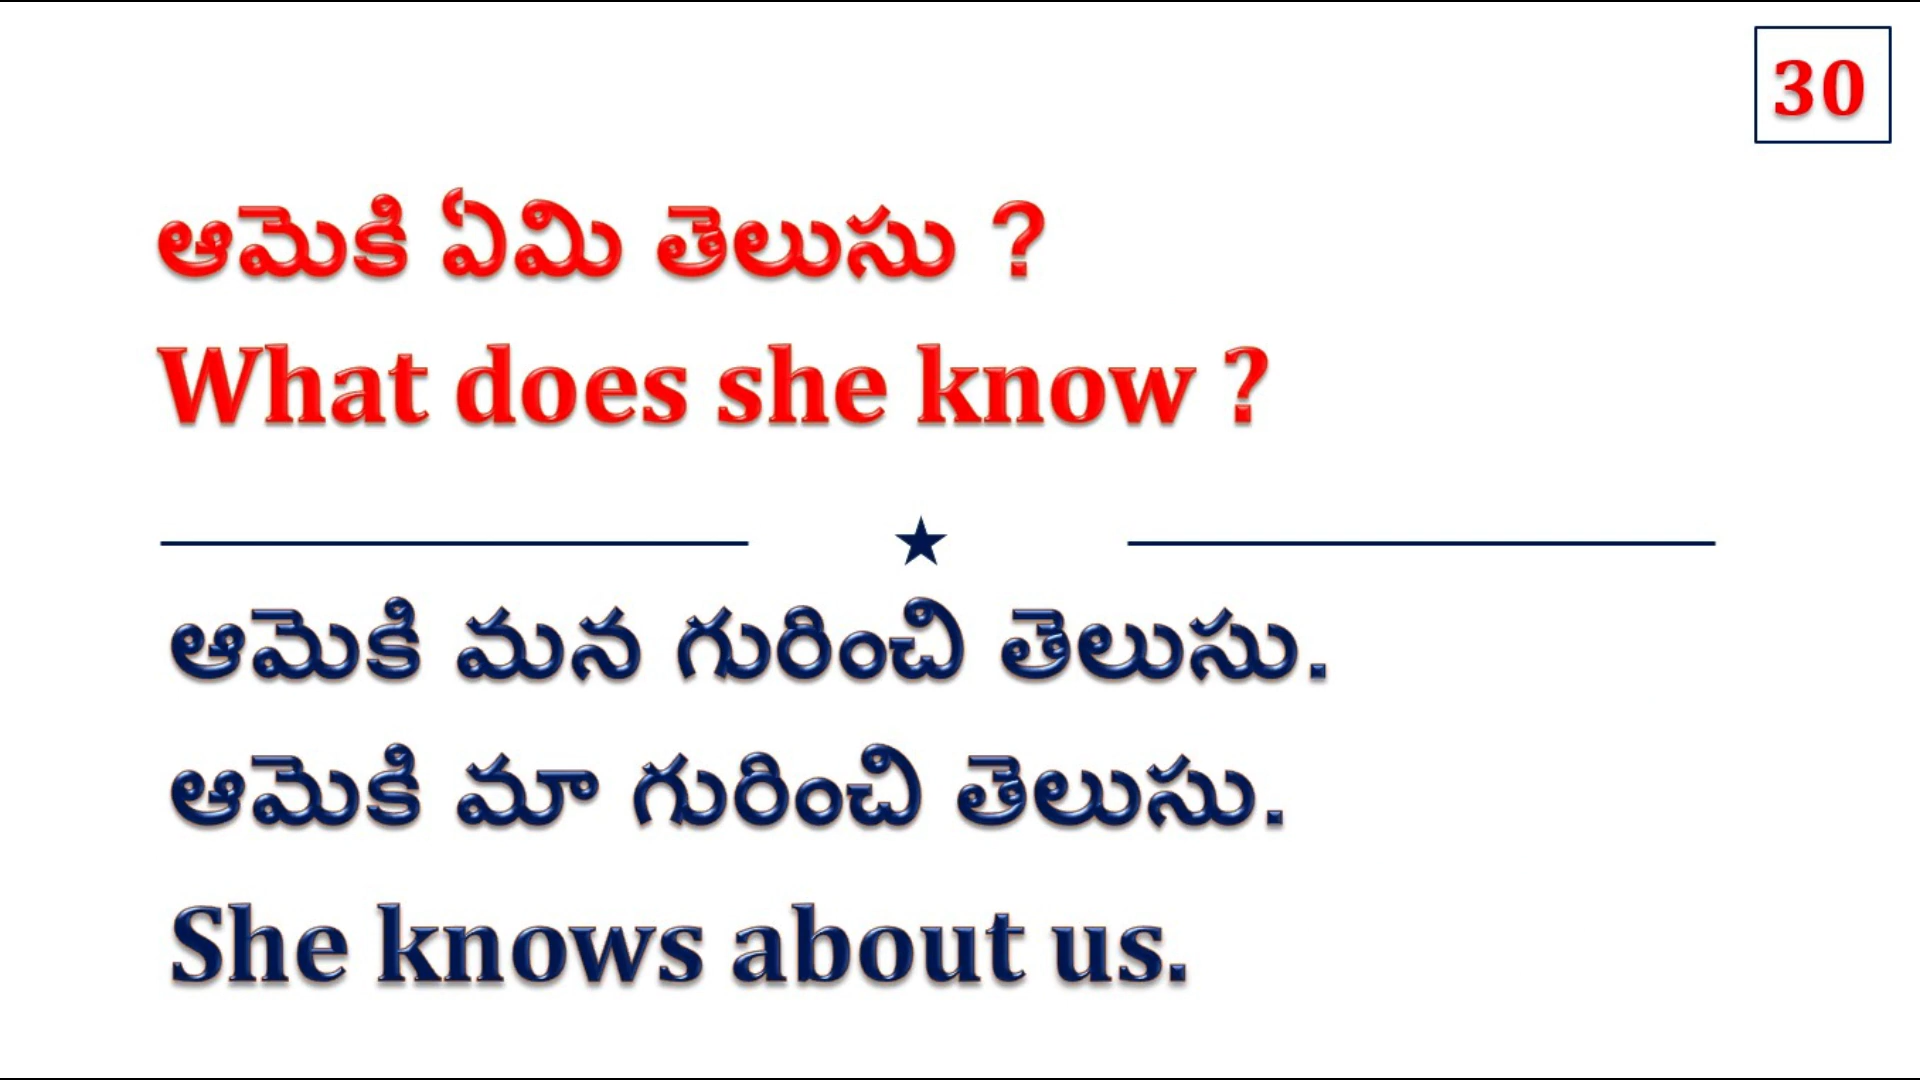 30
ఆమెకి ఏమి తెలుసు ?
What does she know ?
ఆమెకి మన గురించి తెలుసు.
ఆమెకి మా గురించి తెలుసు.
She knows about us.